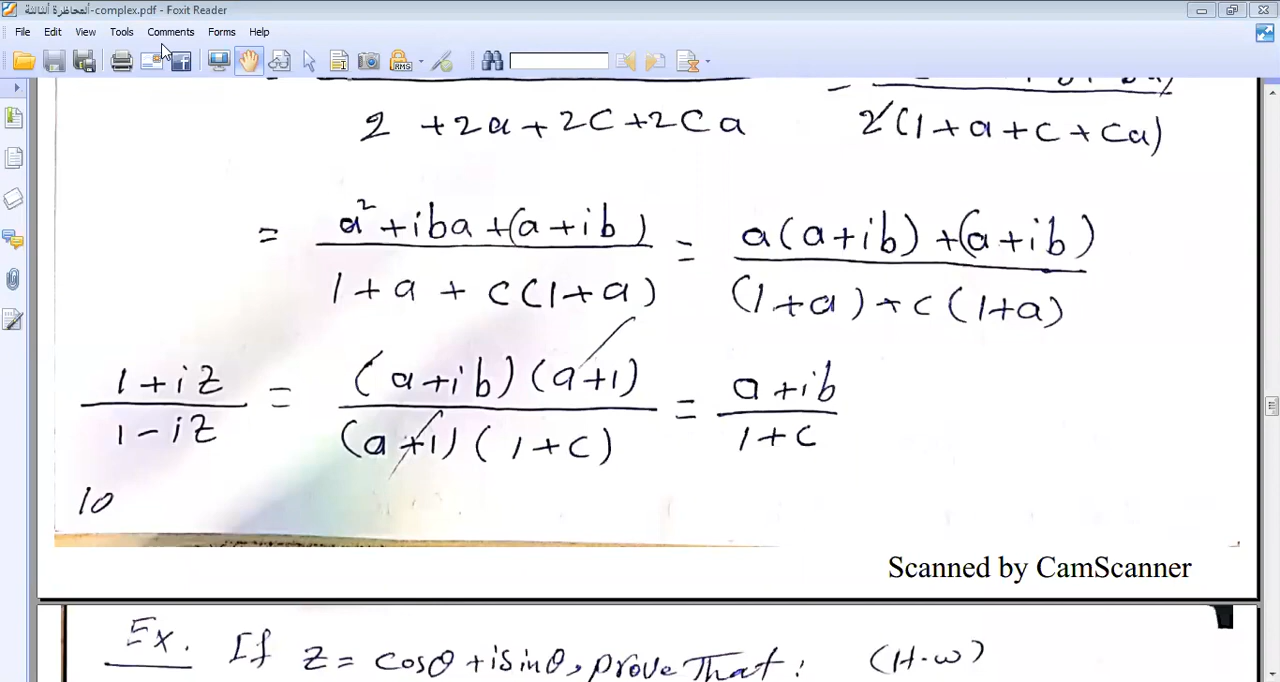 المحاظرة الثالثة-complex.pdf - Foxit Reader
File Edit View Tools Comments Forms Help
2 + 2a + 2c + 2ca
2(1 + a + c + ca)
= a² + iba + (a + ib) / 1 + a + c(1 + a) = a(a + ib) + (a + ib) / (1 + a) + c(1 + a)
1 + iz / 1 - iz = (a + ib)(a + 1) / (a + 1)(1 + c) = a + ib / 1 + c
10
Scanned by CamScanner
Ex. If z = cosθ + isinθ, prove That: (H.w)